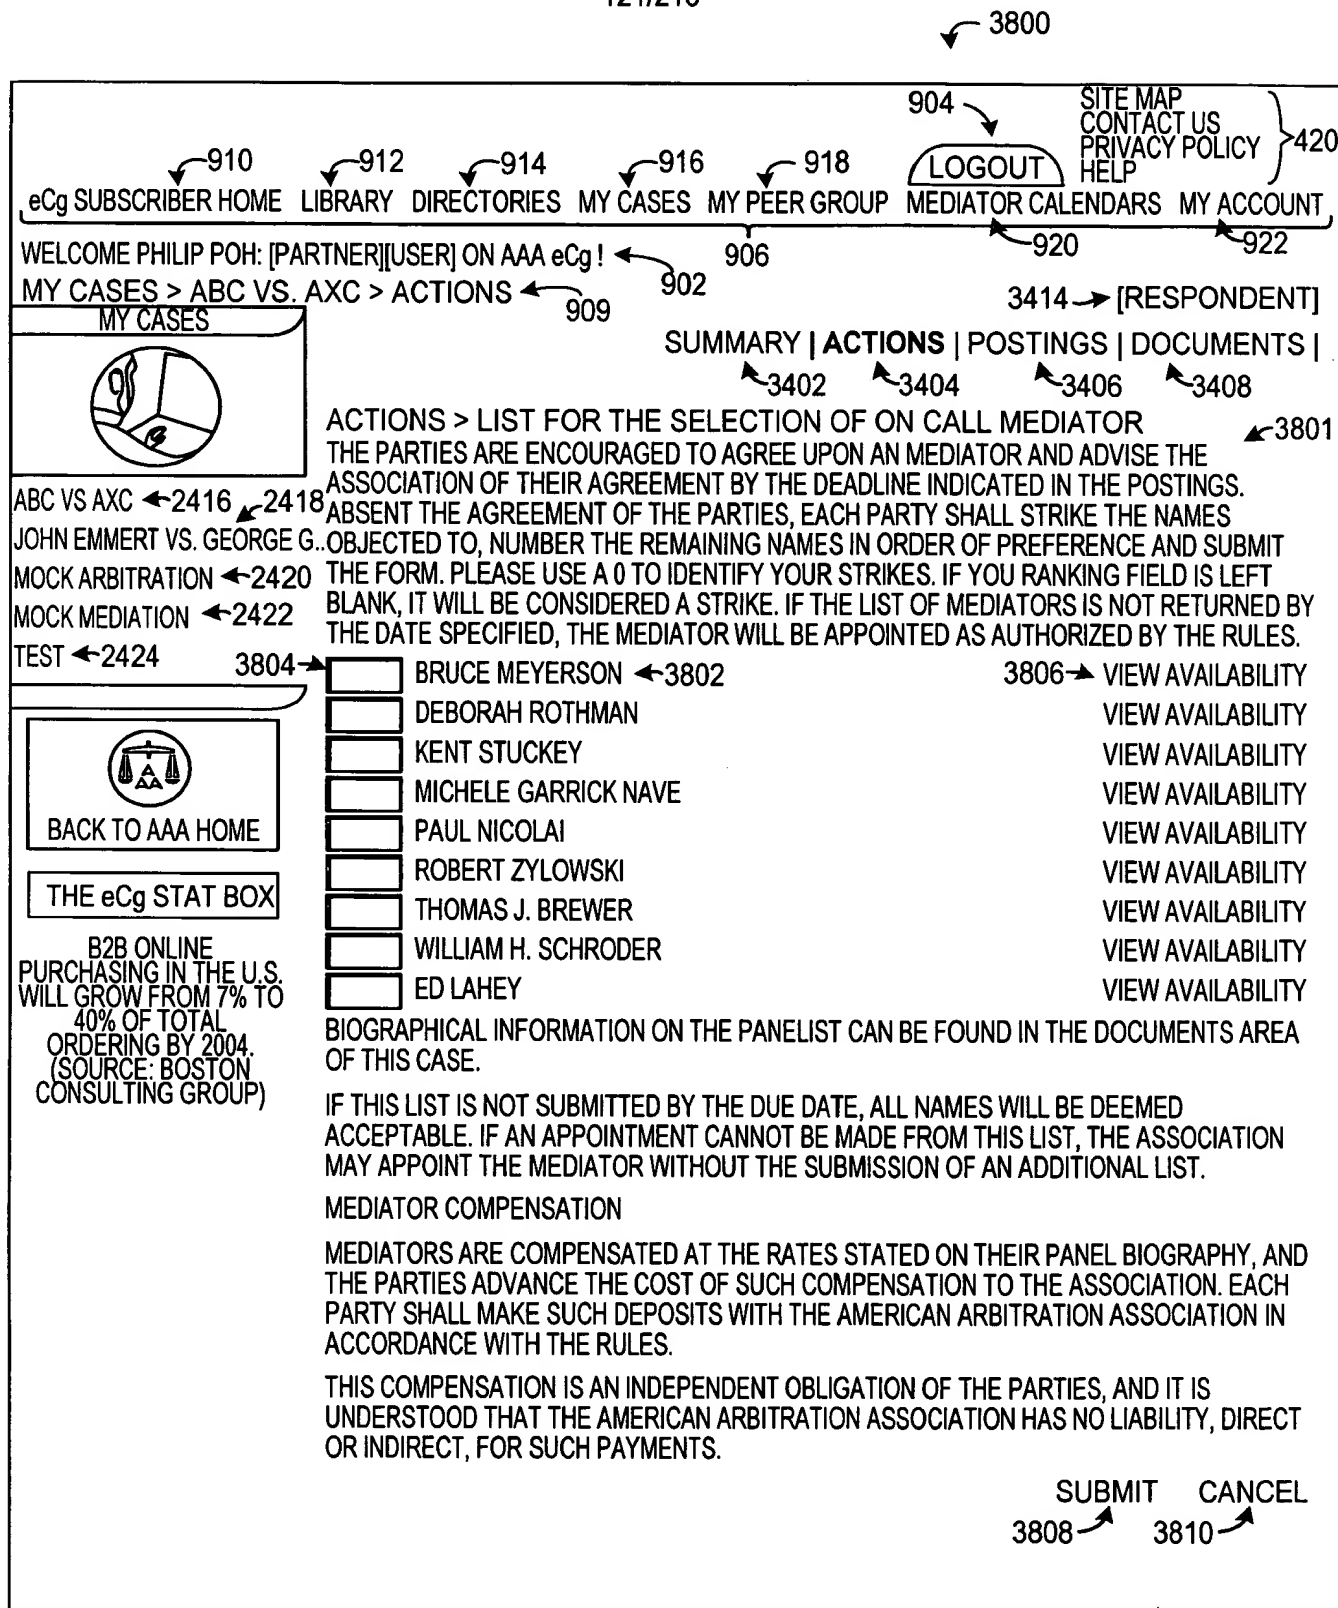 3800
904
SITE MAP
CONTACT US
PRIVACY POLICY
HELP
420
910
912
914
916
918
LOGOUT
eCg SUBSCRIBER HOME LIBRARY DIRECTORIES MY CASES MY PEER GROUP MEDIATOR CALENDARS MY ACCOUNT
906
920
922
WELCOME PHILIP POH: [PARTNER][USER] ON AAA eCg !
902
MY CASES > ABC VS. AXC > ACTIONS
909
3414 [RESPONDENT]
MY CASES
SUMMARY | ACTIONS | POSTINGS | DOCUMENTS |
3402
3404
3406
3408
ABC VS AXC 2416
2418
JOHN EMMERT VS. GEORGE G..
MOCK ARBITRATION 2420
MOCK MEDIATION 2422
TEST 2424
A
AA
BACK TO AAA HOME
THE eCg STAT BOX
B2B ONLINE
PURCHASING IN THE U.S.
WILL GROW FROM 7% TO
40% OF TOTAL
ORDERING BY 2004.
(SOURCE: BOSTON
CONSULTING GROUP)
ACTIONS > LIST FOR THE SELECTION OF ON CALL MEDIATOR
3801
THE PARTIES ARE ENCOURAGED TO AGREE UPON AN MEDIATOR AND ADVISE THE
ASSOCIATION OF THEIR AGREEMENT BY THE DEADLINE INDICATED IN THE POSTINGS.
ABSENT THE AGREEMENT OF THE PARTIES, EACH PARTY SHALL STRIKE THE NAMES
OBJECTED TO, NUMBER THE REMAINING NAMES IN ORDER OF PREFERENCE AND SUBMIT
THE FORM. PLEASE USE A 0 TO IDENTIFY YOUR STRIKES. IF YOU RANKING FIELD IS LEFT
BLANK, IT WILL BE CONSIDERED A STRIKE. IF THE LIST OF MEDIATORS IS NOT RETURNED BY
THE DATE SPECIFIED, THE MEDIATOR WILL BE APPOINTED AS AUTHORIZED BY THE RULES.
3804 BRUCE MEYERSON 3802 3806 VIEW AVAILABILITY
DEBORAH ROTHMAN VIEW AVAILABILITY
KENT STUCKEY VIEW AVAILABILITY
MICHELE GARRICK NAVE VIEW AVAILABILITY
PAUL NICOLAI VIEW AVAILABILITY
ROBERT ZYLOWSKI VIEW AVAILABILITY
THOMAS J. BREWER VIEW AVAILABILITY
WILLIAM H. SCHRODER VIEW AVAILABILITY
ED LAHEY VIEW AVAILABILITY
BIOGRAPHICAL INFORMATION ON THE PANELIST CAN BE FOUND IN THE DOCUMENTS AREA
OF THIS CASE.
IF THIS LIST IS NOT SUBMITTED BY THE DUE DATE, ALL NAMES WILL BE DEEMED
ACCEPTABLE. IF AN APPOINTMENT CANNOT BE MADE FROM THIS LIST, THE ASSOCIATION
MAY APPOINT THE MEDIATOR WITHOUT THE SUBMISSION OF AN ADDITIONAL LIST.
MEDIATOR COMPENSATION
MEDIATORS ARE COMPENSATED AT THE RATES STATED ON THEIR PANEL BIOGRAPHY, AND
THE PARTIES ADVANCE THE COST OF SUCH COMPENSATION TO THE ASSOCIATION. EACH
PARTY SHALL MAKE SUCH DEPOSITS WITH THE AMERICAN ARBITRATION ASSOCIATION IN
ACCORDANCE WITH THE RULES.
THIS COMPENSATION IS AN INDEPENDENT OBLIGATION OF THE PARTIES, AND IT IS
UNDERSTOOD THAT THE AMERICAN ARBITRATION ASSOCIATION HAS NO LIABILITY, DIRECT
OR INDIRECT, FOR SUCH PAYMENTS.
SUBMIT CANCEL
3808 3810